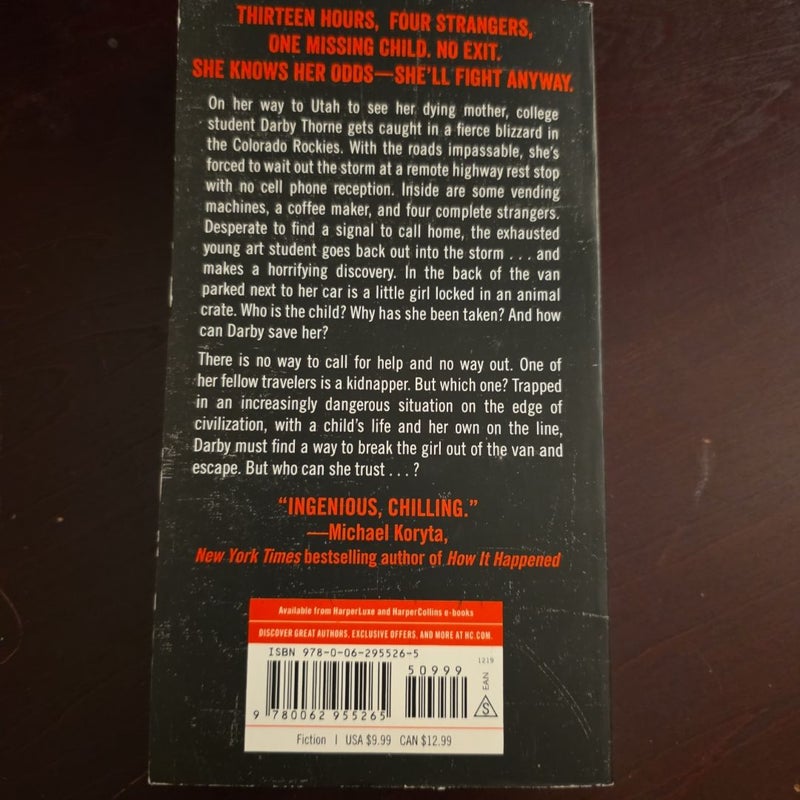 THIRTEEN HOURS, FOUR STRANGERS,
ONE MISSING CHILD. NO EXIT.
SHE KNOWS HER ODDS—SHE'LL FIGHT ANYWAY.
On her way to Utah to see her dying mother, college
student Darby Thorne gets caught in a fierce blizzard in
the Colorado Rockies. With the roads impassable, she's
forced to wait out the storm at a remote highway rest stop
with no cell phone reception. Inside are some vending
machines, a coffee maker, and four complete strangers.
Desperate to find a signal to call home, the exhausted
young art student goes back out into the storm . . . and
makes a horrifying discovery. In the back of the van
parked next to her car is a little girl locked in an animal
crate. Who is the child? Why has she been taken? And how
can Darby save her?
There is no way to call for help and no way out. One of
her fellow travelers is a kidnapper. But which one? Trapped
in an increasingly dangerous situation on the edge of
civilization, with a child's life and her own on the line,
Darby must find a way to break the girl out of the van and
escape. But who can she trust . . . ?
“INGENIOUS, CHILLING.”
—Michael Koryta,
New York Times bestselling author of How It Happened
Available from HarperLuxe and HarperCollins e-books
DISCOVER GREAT AUTHORS, EXCLUSIVE OFFERS, AND MORE AT HC.COM.
ISBN 978-0-06-295526-5
50999
1219
EAN
S
9 780062 955265
Fiction | USA $9.99 CAN $12.99